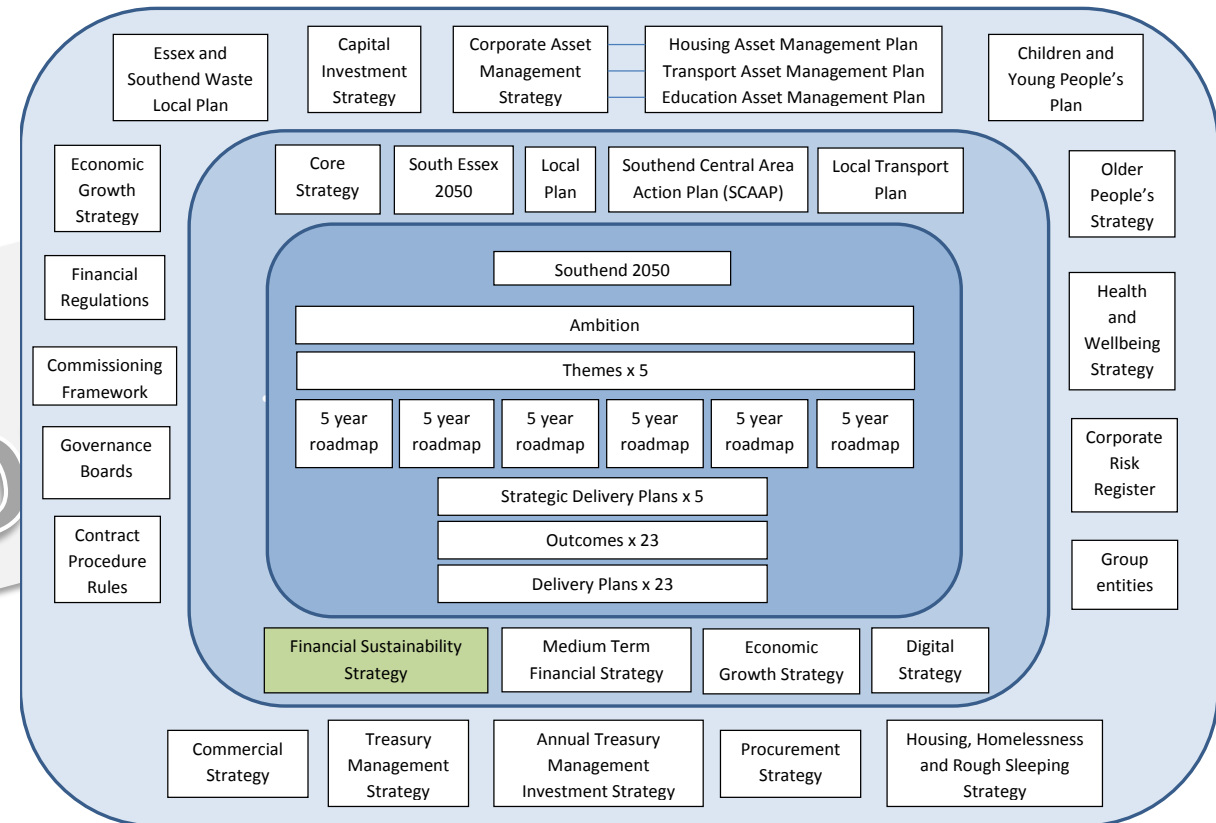 Essex and
Southend Waste
Local Plan
Capital
Investment
Strategy
Corporate Asset
Management
Strategy
Housing Asset Management Plan
Transport Asset Management Plan
Education Asset Management Plan
Children and
Young People's
Plan
Economic
Growth
Strategy
Core
Strategy
South Essex
2050
Local
Plan
Southend Central Area
Action Plan (SCAAP)
Local Transport
Plan
Older
People's
Strategy
Financial
Regulations
Southend 2050
Health
and
Wellbeing
Strategy
Ambition
Commissioning
Framework
Themes x 5
5 year
roadmap
5 year
roadmap
5 year
roadmap
5 year
roadmap
5 year
roadmap
5 year
roadmap
Governance
Boards
Corporate
Risk
Register
Strategic Delivery Plans x 5
Contract
Procedure
Rules
Outcomes x 23
Delivery Plans x 23
Group
entities
Financial Sustainability
Strategy
Medium Term
Financial Strategy
Economic
Growth Strategy
Digital
Strategy
Commercial
Strategy
Treasury
Management
Strategy
Annual Treasury
Management
Investment Strategy
Procurement
Strategy
Housing, Homelessness
and Rough Sleeping
Strategy